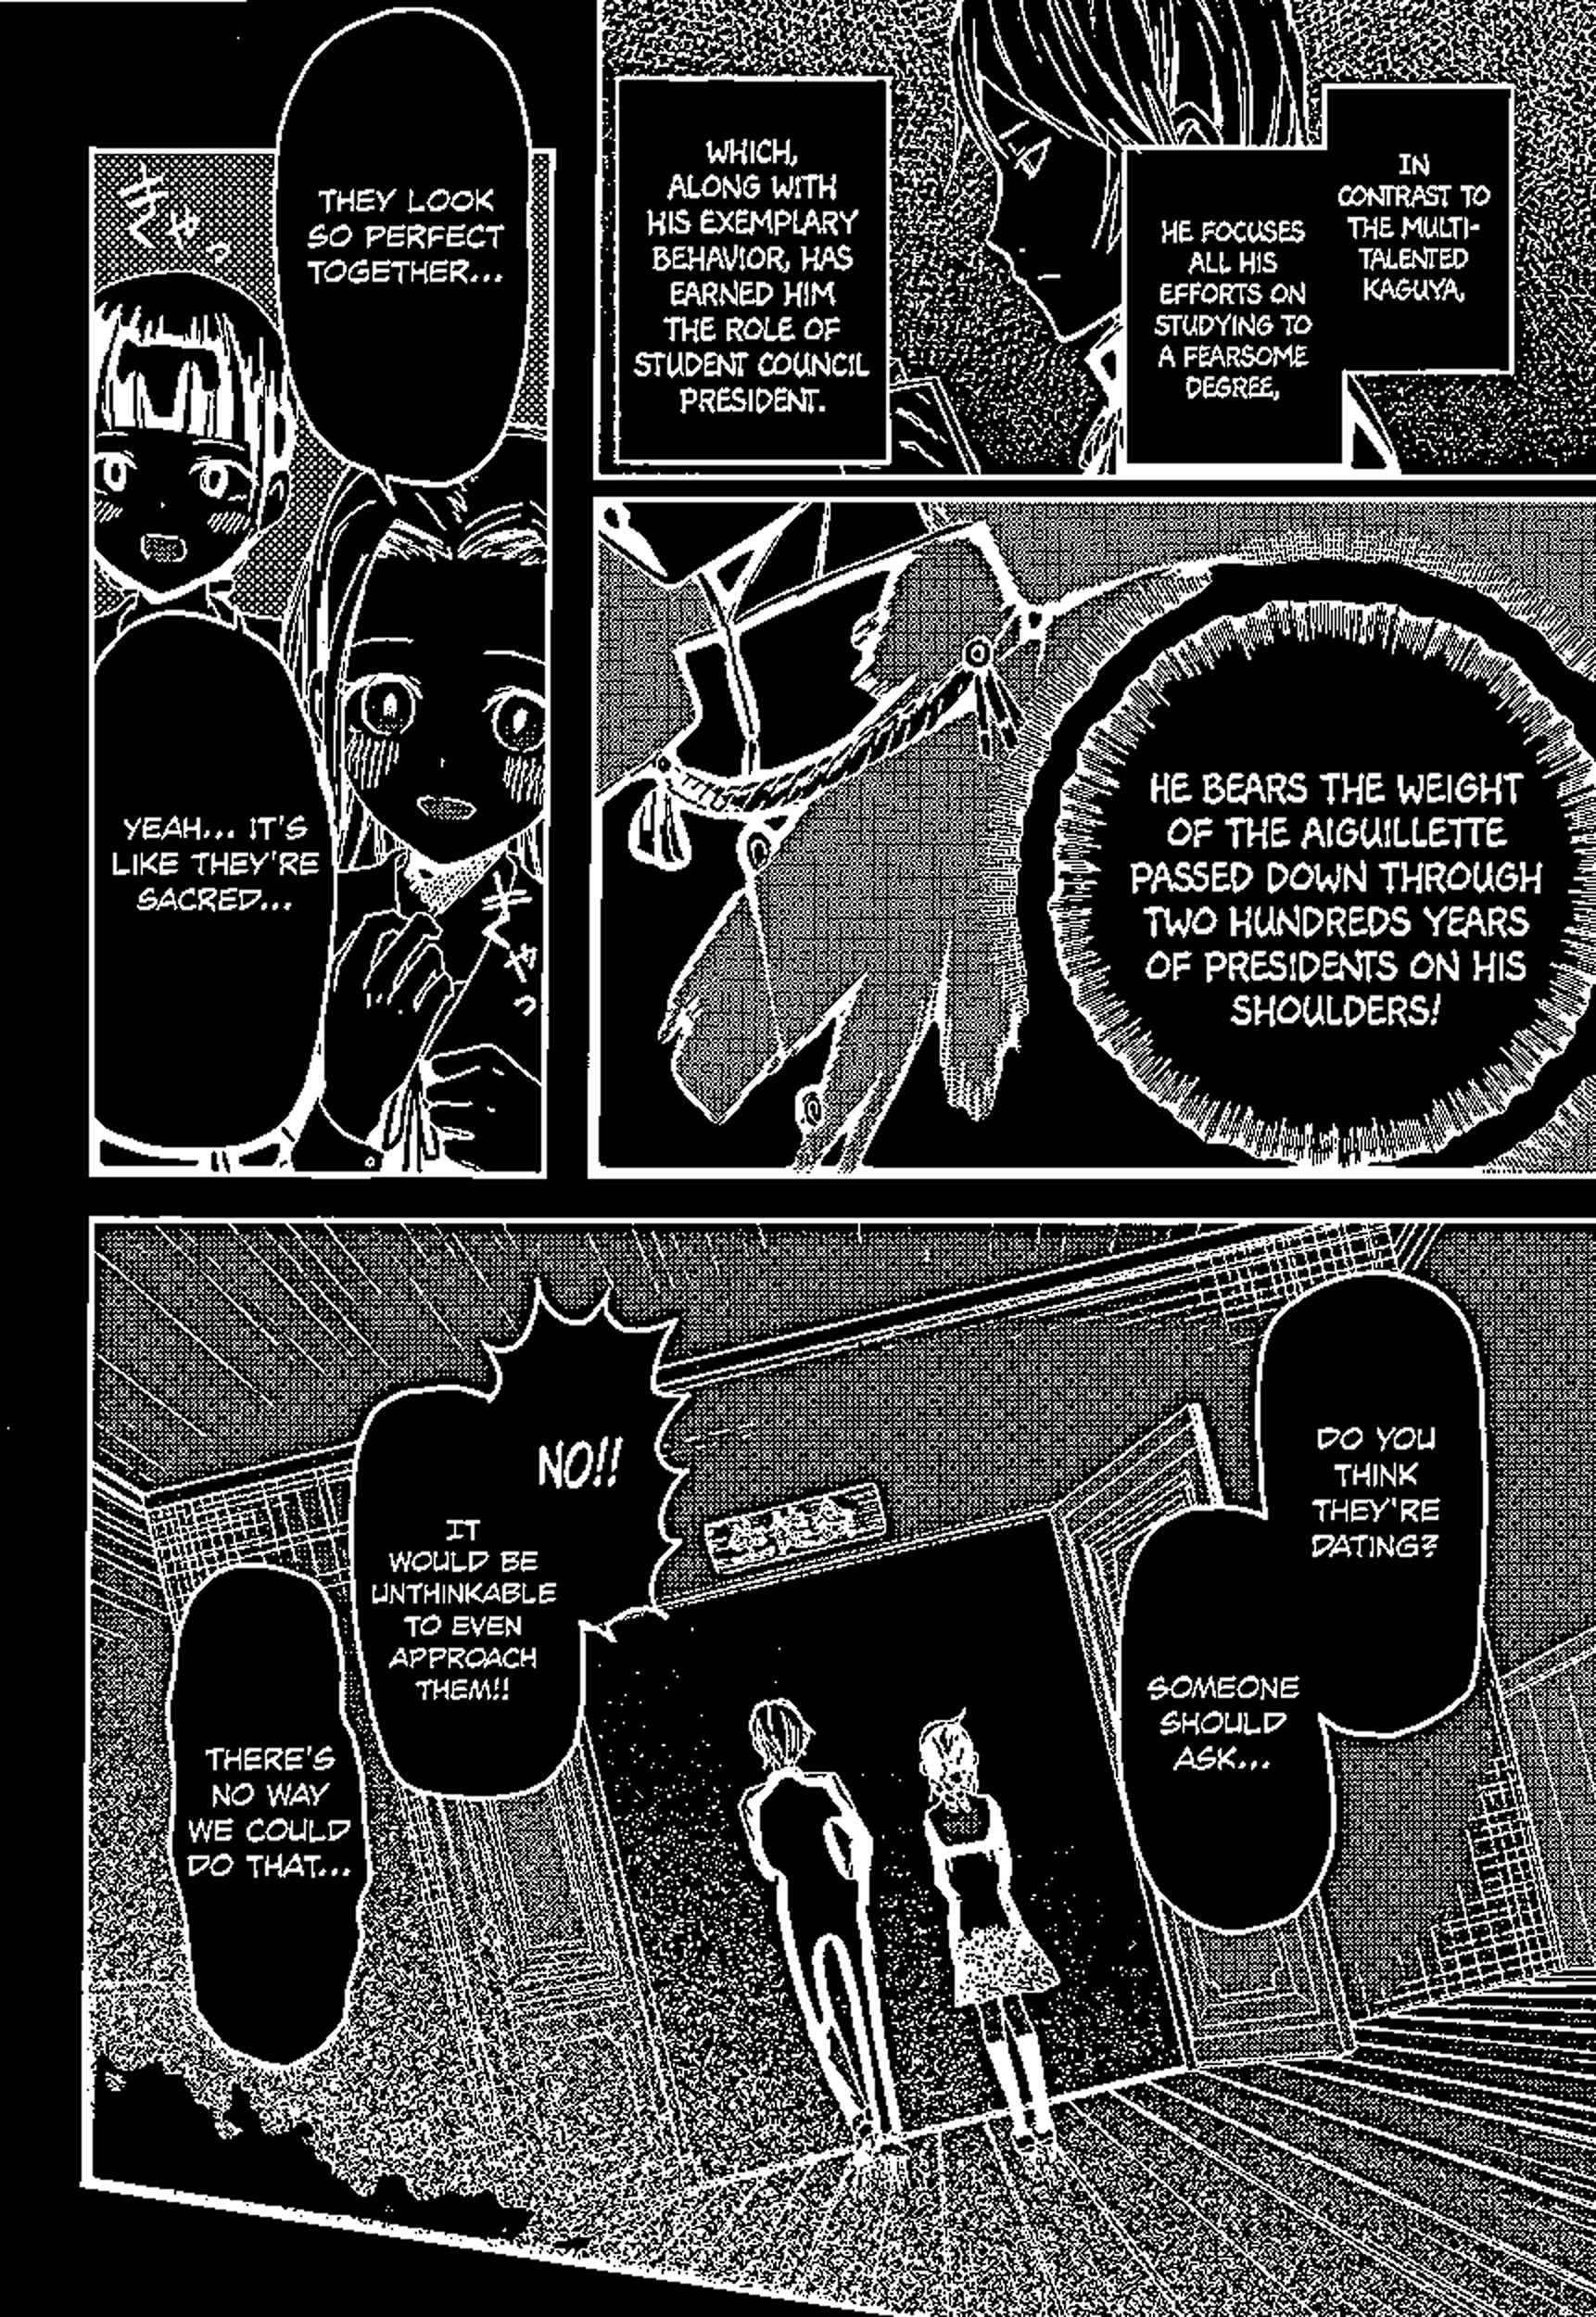 IN
CONTRAST TO
THE MULTI-
TALENTED
KAGUYA,
HE FOCUSES
ALL HIS
EFFORTS ON
STUDYING TO
A FEARSOME
DEGREE,
WHICH,
ALONG WITH
HIS EXEMPLARY
BEHAVIOR, HAS
EARNED HIM
THE ROLE OF
STUDENT COUNCIL
PRESIDENT.
HE BEARS THE WEIGHT
OF THE AIGUILLETTE
PASSED DOWN THROUGH
TWO HUNDREDS YEARS
OF PRESIDENTS ON HIS
SHOULDERS!
きゃっ
THEY LOOK
SO PERFECT
TOGETHER...
YEAH... IT'S
LIKE THEY'RE
SACRED...
きゃっ
DO YOU
THINK
THEY'RE
DATING?
SOMEONE
SHOULD
ASK...
NO!!
IT
WOULD BE
UNTHINKABLE
TO EVEN
APPROACH
THEM!!
THERE'S
NO WAY
WE COULD
DO THAT...